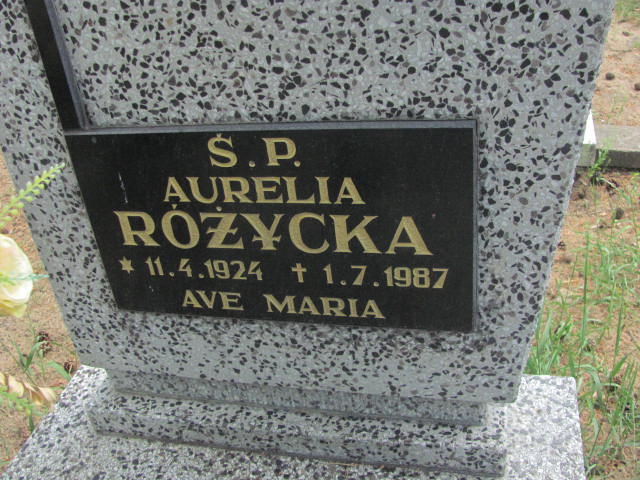 Ś.P.
AURELIA
RÓŻYCKA
* 11.4.1924 † 1.7.1987
AVE MARIA